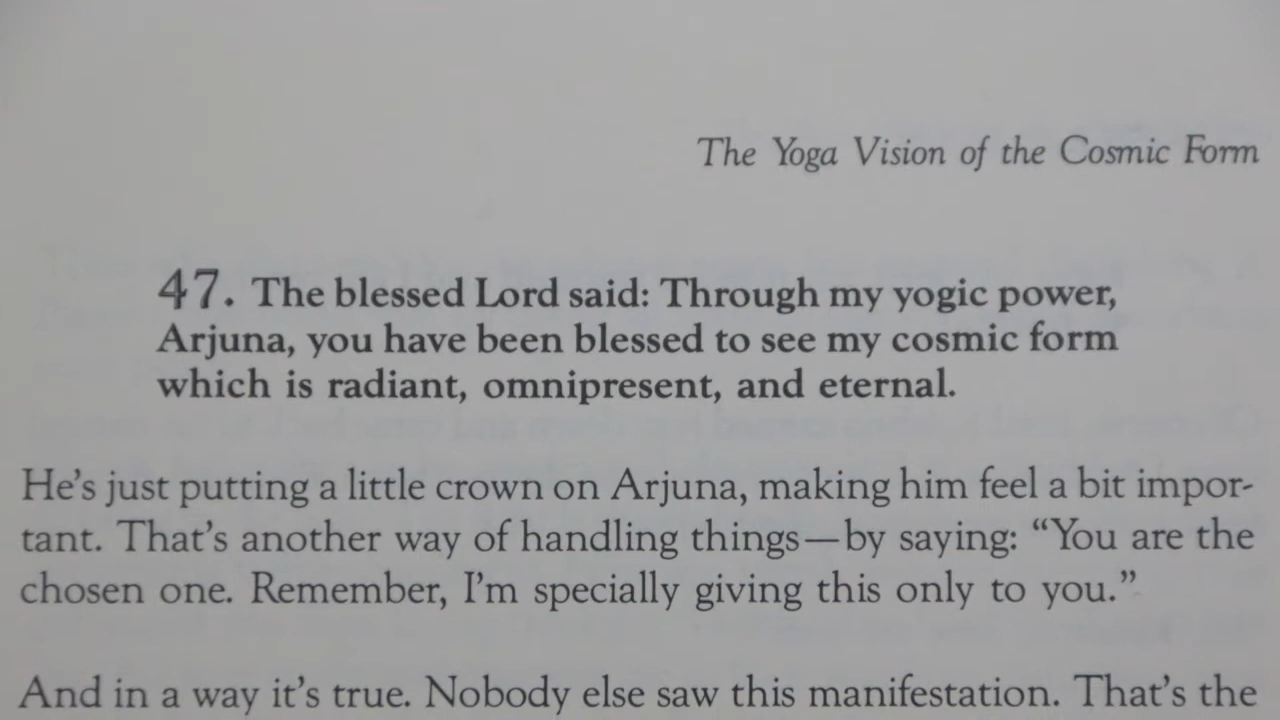 The Yoga Vision of the Cosmic Form
47. The blessed Lord said: Through my yogic power,
Arjuna, you have been blessed to see my cosmic form
which is radiant, omnipresent, and eternal.
He's just putting a little crown on Arjuna, making him feel a bit impor-
tant. That's another way of handling things—by saying: “You are the
chosen one. Remember, I'm specially giving this only to you.”
And in a way it's true. Nobody else saw this manifestation. That's the